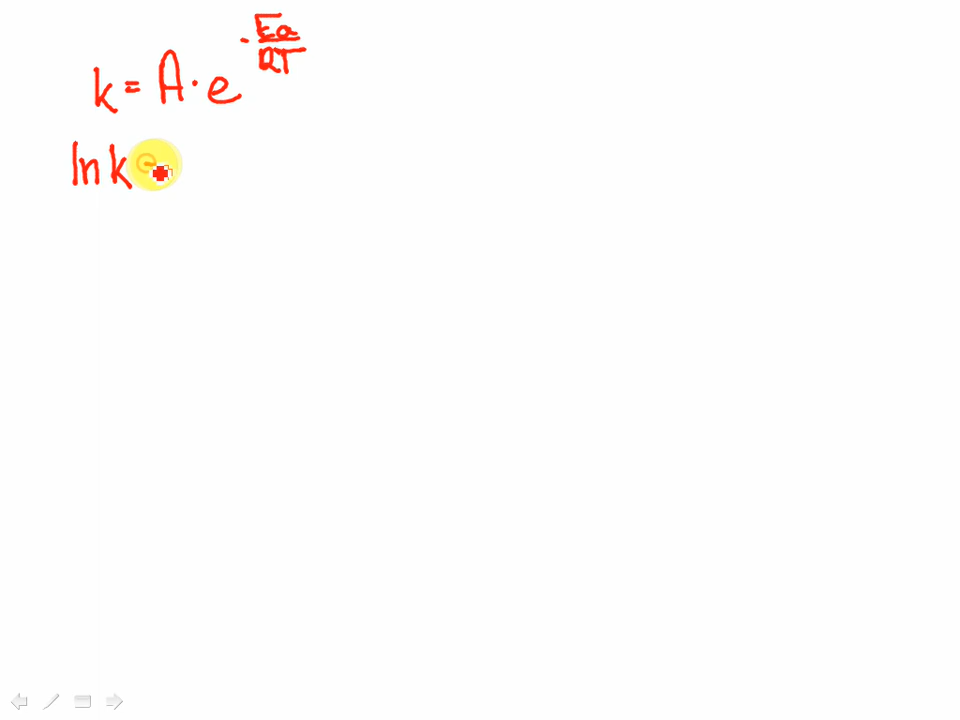 k = A · e^-Ea/RT
ln k